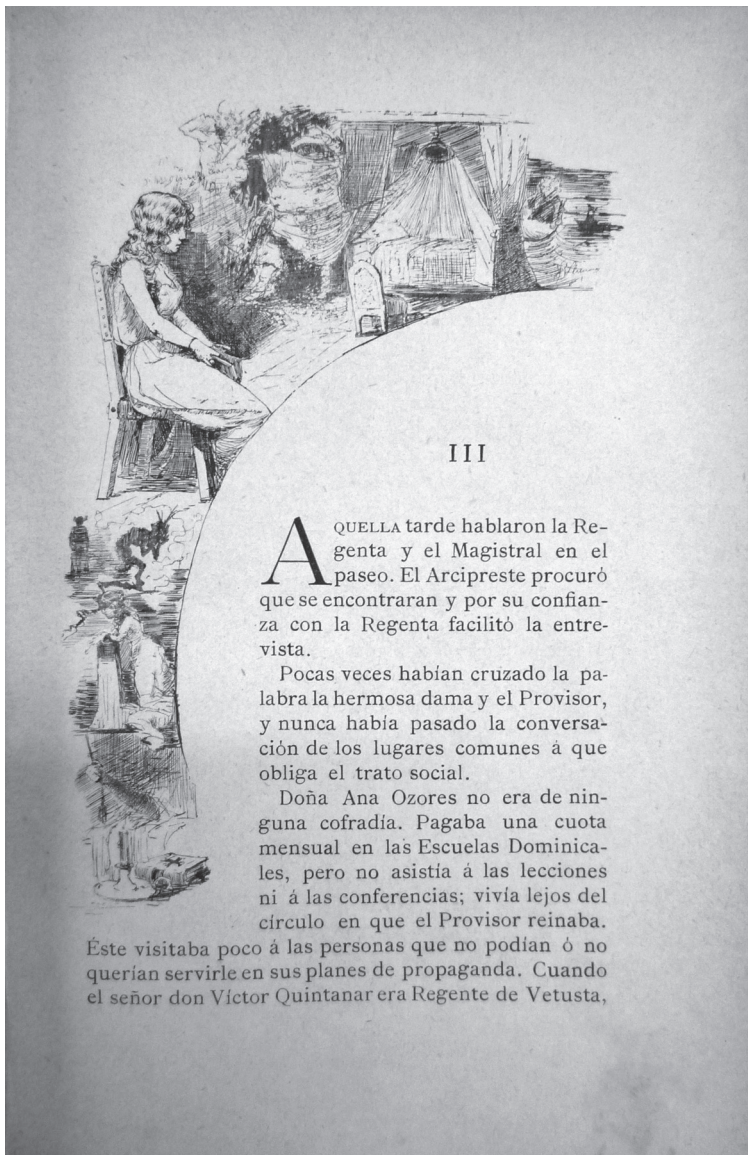 III
AQUELLA tarde hablaron la Re-
genta y el Magistral en el
paseo. El Arcipreste procuró
que se encontraran y por su confian-
za con la Regenta facilitó la entre-
vista.
Pocas veces habían cruzado la pa-
labra la hermosa dama y el Provisor,
y nunca había pasado la conversa-
ción de los lugares comunes á que
obliga el trato social.
Doña Ana Ozores no era de nin-
guna cofradía. Pagaba una cuota
mensual en las Escuelas Dominica-
les, pero no asistía á las lecciones
ni á las conferencias; vivía lejos del
círculo en que el Provisor reinaba.
Éste visitaba poco á las personas que no podían ó no
querían servirle en sus planes de propaganda. Cuando
el señor don Víctor Quintanar era Regente de Vetusta,